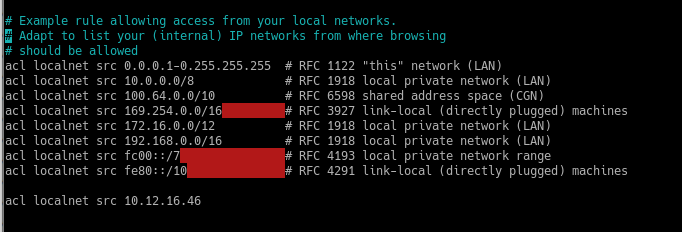 # Example rule allowing access from your local networks.
# Adapt to list your (internal) IP networks from where browsing
# should be allowed
acl localnet src 0.0.0.1-0.255.255.255  # RFC 1122 "this" network (LAN)
acl localnet src 10.0.0.0/8             # RFC 1918 local private network (LAN)
acl localnet src 100.64.0.0/10          # RFC 6598 shared address space (CGN)
acl localnet src 169.254.0.0/16         # RFC 3927 link-local (directly plugged) machines
acl localnet src 172.16.0.0/12          # RFC 1918 local private network (LAN)
acl localnet src 192.168.0.0/16         # RFC 1918 local private network (LAN)
acl localnet src fc00::/7               # RFC 4193 local private network range
acl localnet src fe80::/10              # RFC 4291 link-local (directly plugged) machines
acl localnet src 10.12.16.46